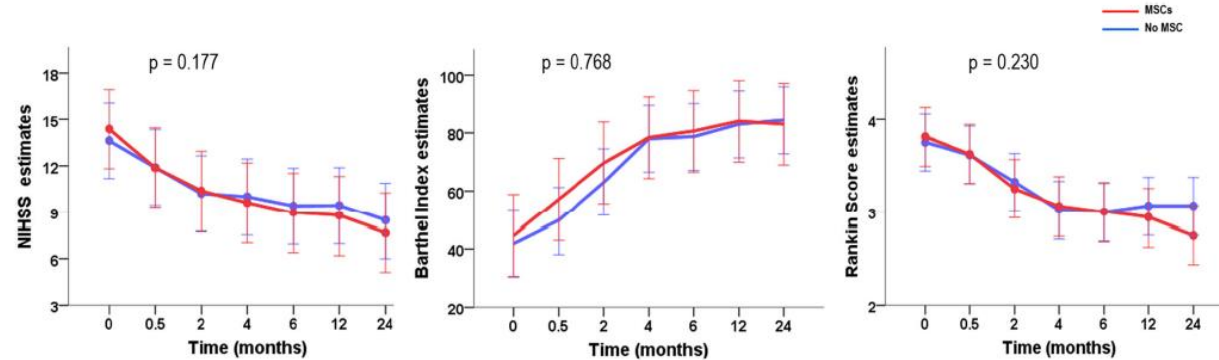 MSCs
No MSC
p = 0.177
18
15
12
9
6
3
NIHSS estimates
0 0.5 2 4 6 12 24
Time (months)
p = 0.768
100
80
60
40
20
Barthel Index estimates
0 0.5 2 4 6 12 24
Time (months)
p = 0.230
4
3
2
Rankin Score estimates
0 0.5 2 4 6 12 24
Time (months)